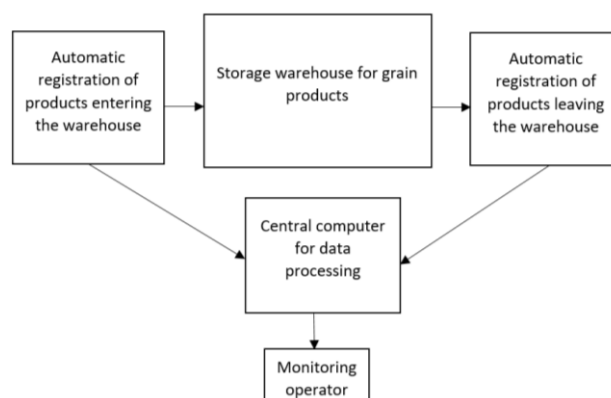 Automatic
registration of
products entering
the warehouse
Storage warehouse for grain
products
Automatic
registration of
products leaving
the warehouse
Central computer
for data
processing
Monitoring
operator